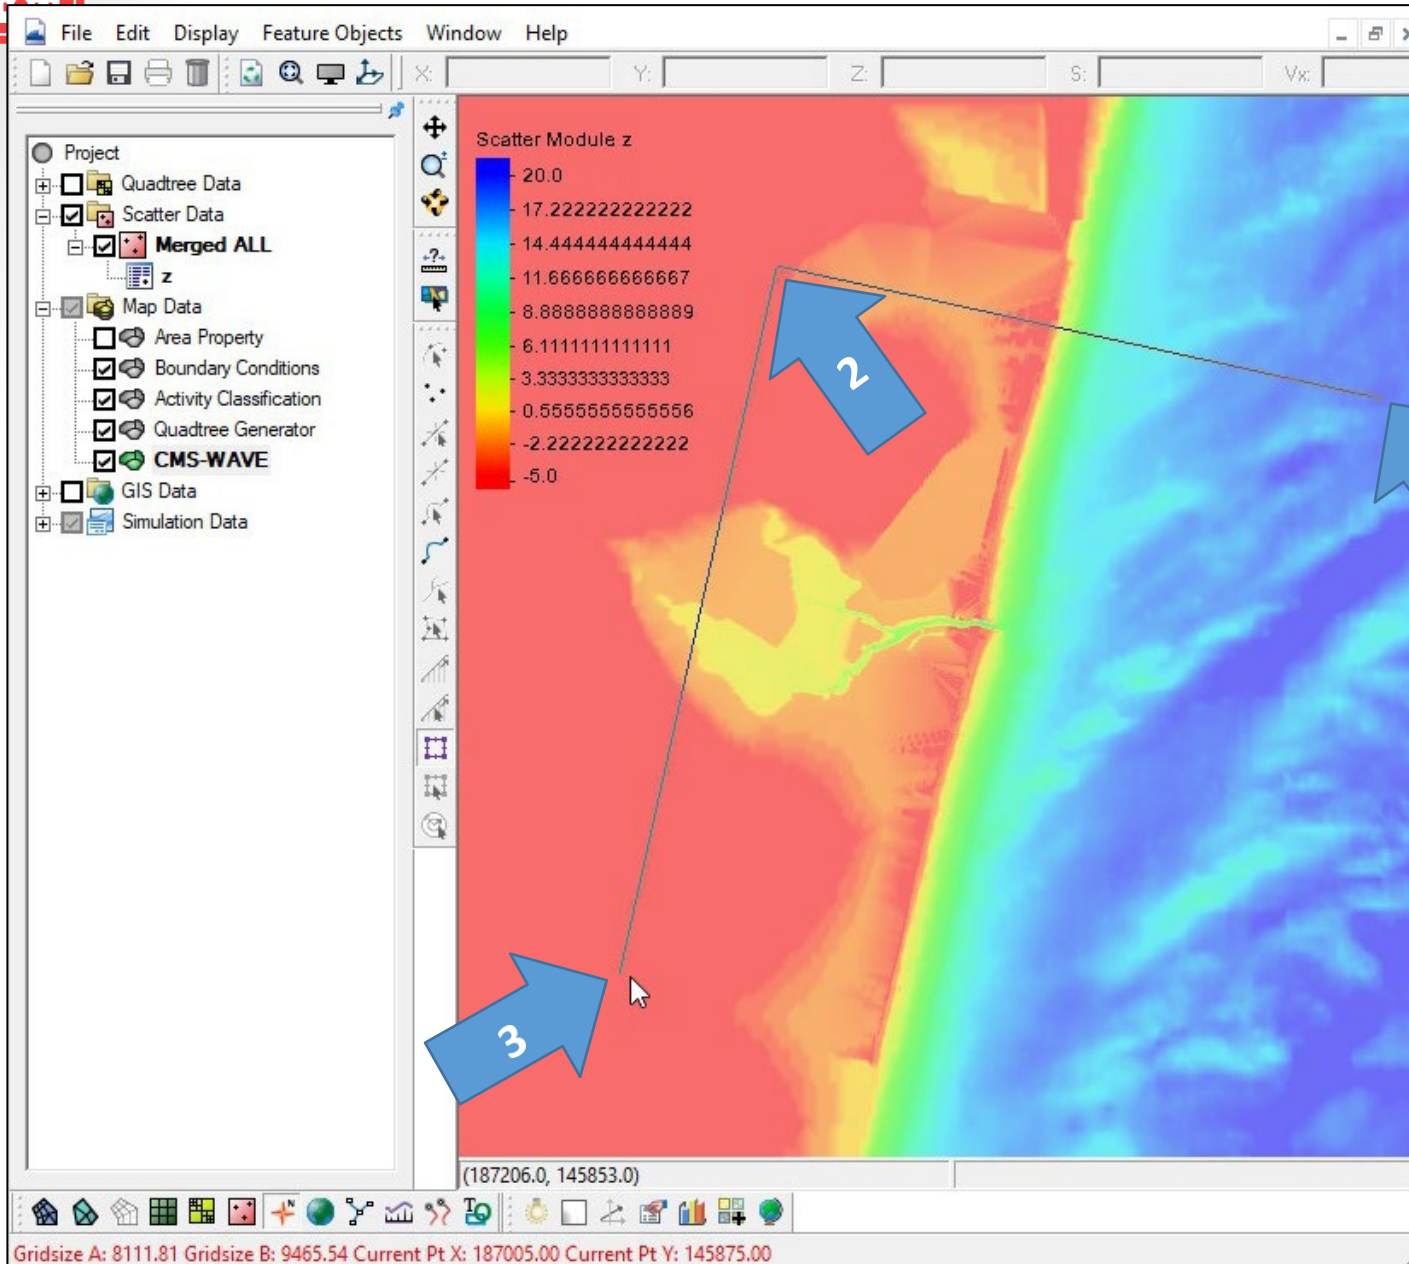 File Edit Display Feature Objects Window Help
X: Y: Z: S: Vx:
Project
Quadtree Data
Scatter Data
Merged ALL
z
Map Data
Area Property
Boundary Conditions
Activity Classification
Quadtree Generator
CMS-WAVE
GIS Data
Simulation Data
Scatter Module z
20.0
17.222222222222
14.444444444444
11.666666666667
8.8888888888889
6.1111111111111
3.3333333333333
0.5555555555556
-2.222222222222
-5.0
2
3
(187206.0, 145853.0)
Gridsize A: 8111.81 Gridsize B: 9465.54 Current Pt X: 187005.00 Current Pt Y: 145875.00